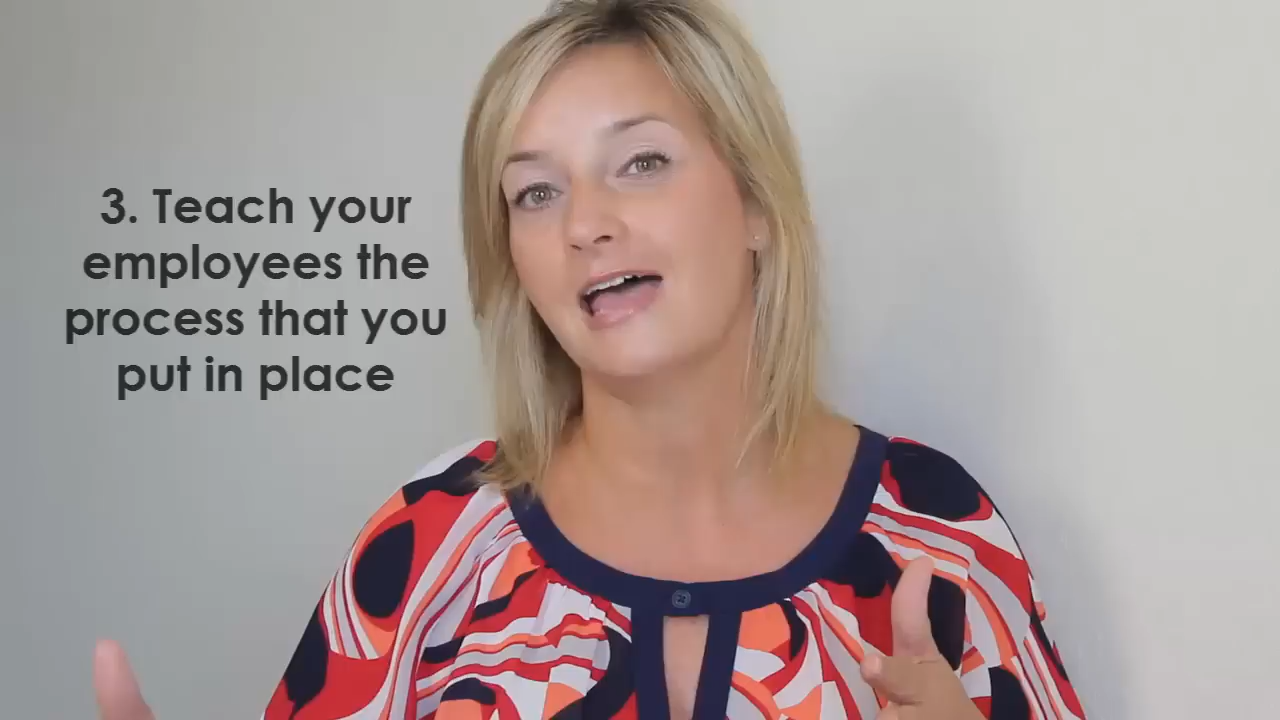 3. Teach your
employees the
process that you
put in place